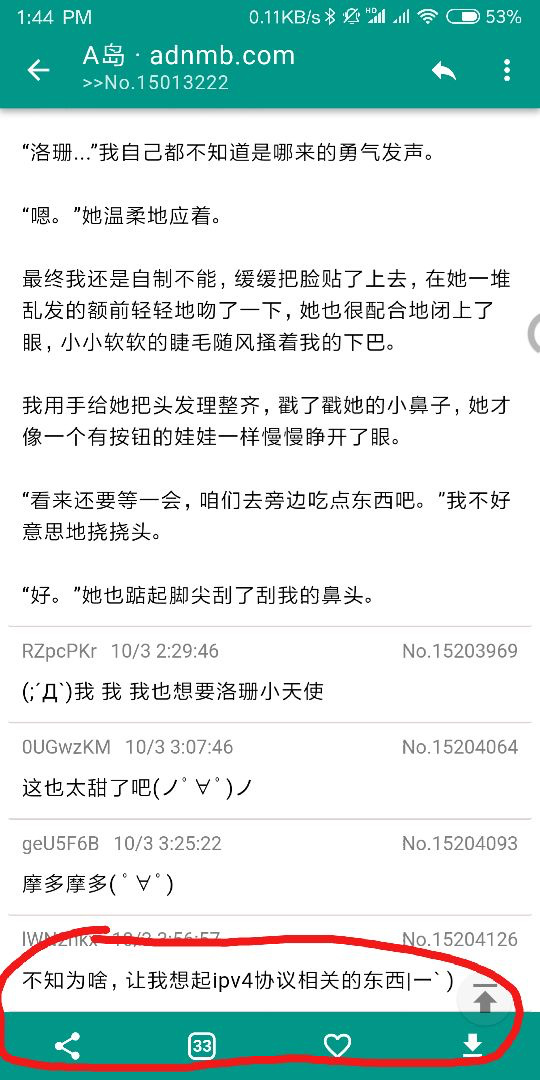 1:44 PM 0.11KB/s HD 53%
A岛 · adnmb.com
>>No.15013222
“洛珊...”我自己都不知道是哪来的勇气发声。
“嗯。”她温柔地应着。
最终我还是自制不能，缓缓把脸贴了上去，在她一堆
乱发的额前轻轻地吻了一下，她也很配合地闭上了
眼，小小软软的睫毛随风搔着我的下巴。
我用手给她把头发理整齐，戳了戳她的小鼻子，她才
像一个有按钮的娃娃一样慢慢睁开了眼。
“看来还要等一会，咱们去旁边吃点东西吧。”我不好
意思地挠挠头。
“好。”她也踮起脚尖刮了刮我的鼻头。
RZpcPKr 10/3 2:29:46 No.15203969
(;´Д`)我 我 我也想要洛珊小天使
0UGwzKM 10/3 3:07:46 No.15204064
这也太甜了吧(ノﾟ∀ﾟ)ノ
geU5F6B 10/3 3:25:22 No.15204093
摩多摩多( ﾟ∀ﾟ)
10/3 3:56:57 No.15204126
不知为啥，让我想起ipv4协议相关的东西|ー` )
33